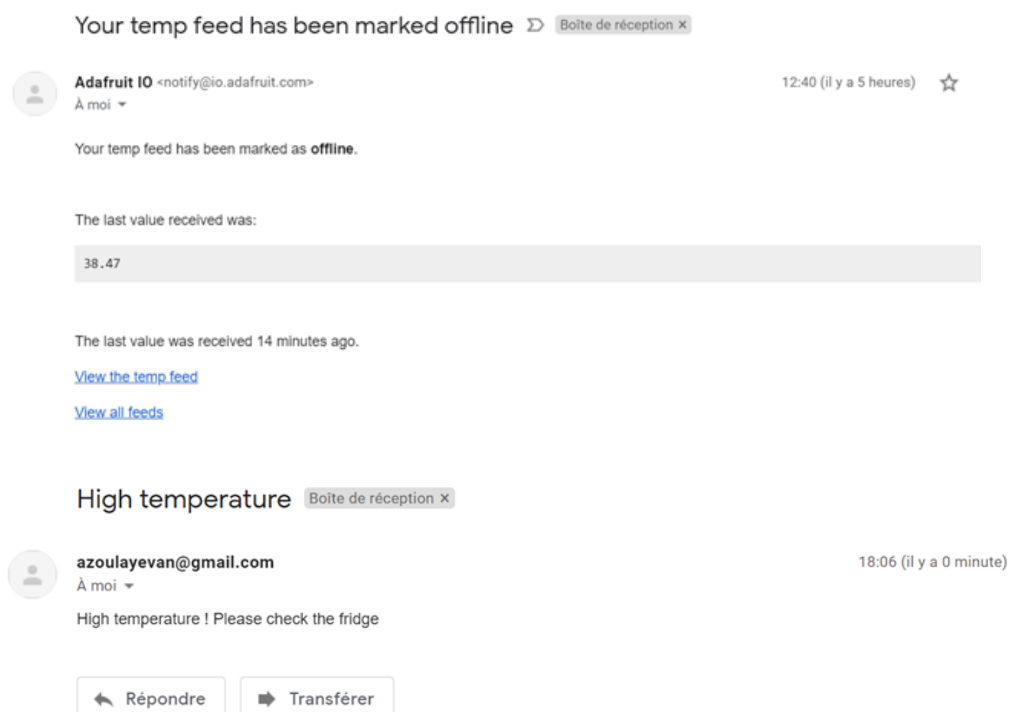 Your temp feed has been marked offline Boîte de réception ×
Adafruit IO <notify@io.adafruit.com> 12:40 (il y a 5 heures)
À moi
Your temp feed has been marked as offline.
The last value received was:
38.47
The last value was received 14 minutes ago.
View the temp feed
View all feeds
High temperature Boîte de réception ×
azoulayevan@gmail.com 18:06 (il y a 0 minute)
À moi
High temperature ! Please check the fridge
Répondre Transférer